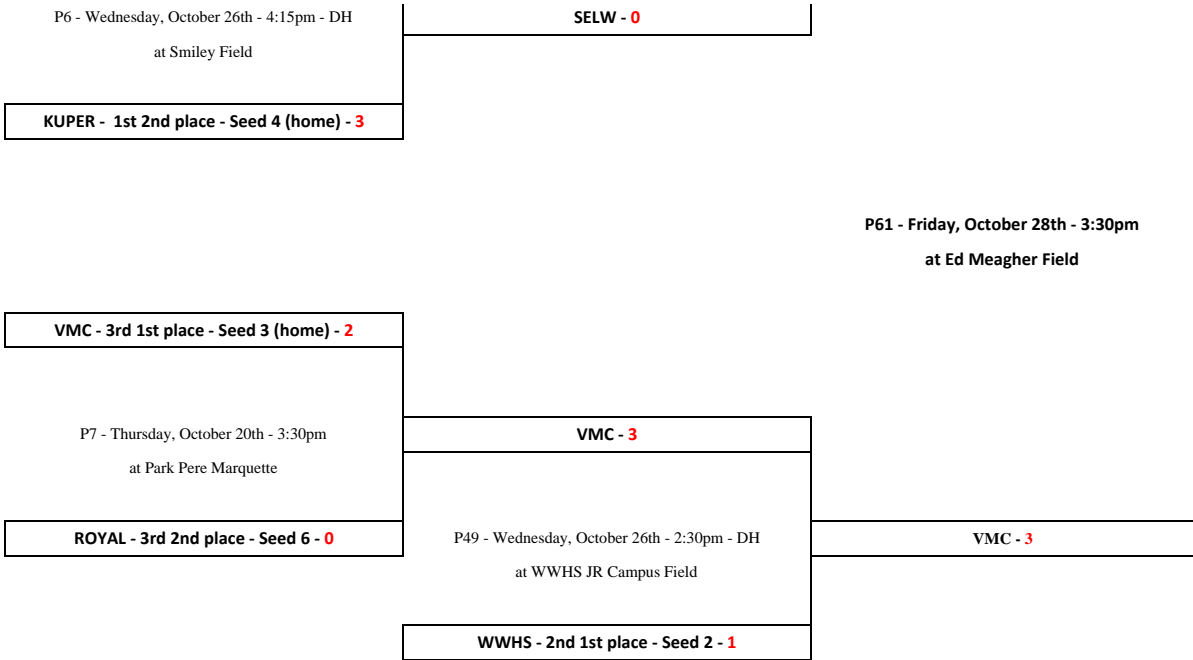 P6 - Wednesday, October 26th - 4:15pm - DH
SELW - 0
at Smiley Field
KUPER - 1st 2nd place - Seed 4 (home) - 3
P61 - Friday, October 28th - 3:30pm
at Ed Meagher Field
VMC - 3rd 1st place - Seed 3 (home) - 2
P7 - Thursday, October 20th - 3:30pm
VMC - 3
at Park Pere Marquette
ROYAL - 3rd 2nd place - Seed 6 - 0
P49 - Wednesday, October 26th - 2:30pm - DH
VMC - 3
at WWHS JR Campus Field
WWHS - 2nd 1st place - Seed 2 - 1